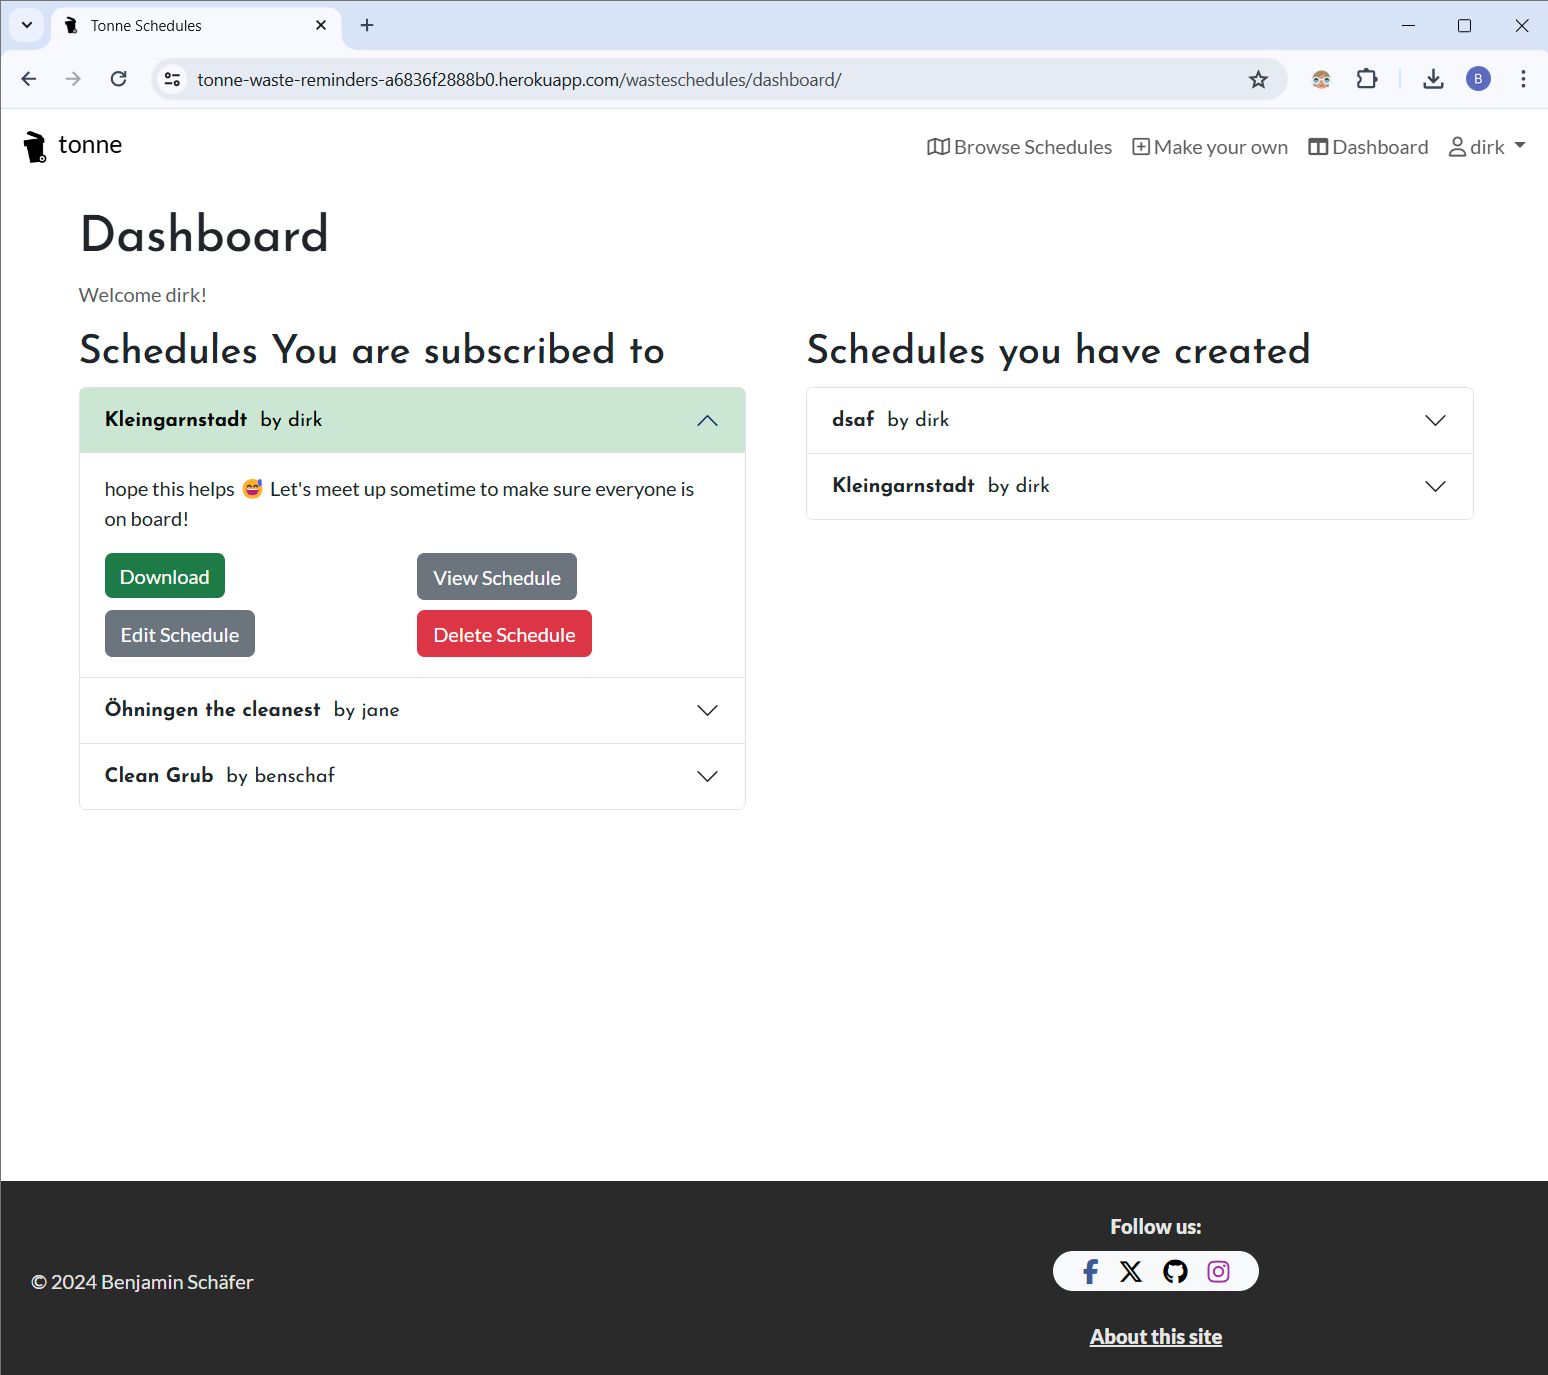 Tonne Schedules
tonne-waste-reminders-a6836f2888b0.herokuapp.com/wasteschedules/dashboard/
B
tonne
Browse Schedules
Make your own
Dashboard
dirk
Dashboard
Welcome dirk!
Schedules You are subscribed to
Kleingarnstadt by dirk
hope this helps 😅 Let's meet up sometime to make sure everyone is
on board!
Download
View Schedule
Edit Schedule
Delete Schedule
Öhningen the cleanest by jane
Clean Grub by benschaf
Schedules you have created
dsaf by dirk
Kleingarnstadt by dirk
© 2024 Benjamin Schäfer
Follow us:
About this site